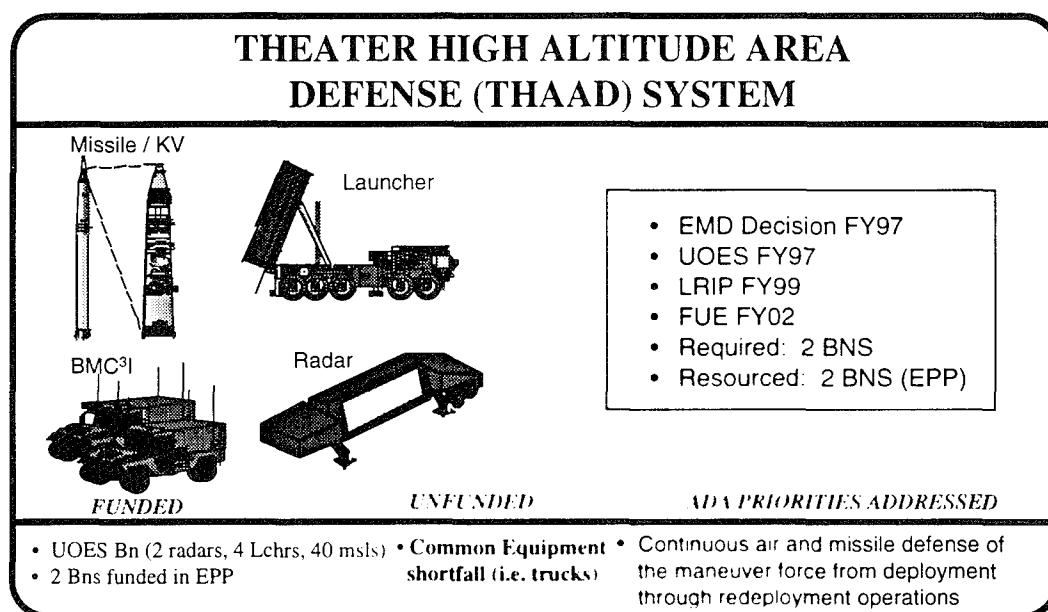 THEATER HIGH ALTITUDE AREA
DEFENSE (THAAD) SYSTEM
Missile / KV
Launcher
BMC³I
Radar
• EMD Decision FY97
• UOES FY97
• LRIP FY99
• FUE FY02
• Required: 2 BNS
• Resourced: 2 BNS (EPP)
FUNDED
• UOES Bn (2 radars, 4 Lchrs, 40 msls)
• 2 Bns funded in EPP
UNFUNDED
• Common Equipment
shortfall (i.e. trucks)
ADA PRIORITIES ADDRESSED
• Continuous air and missile defense of
the maneuver force from deployment
through redeployment operations